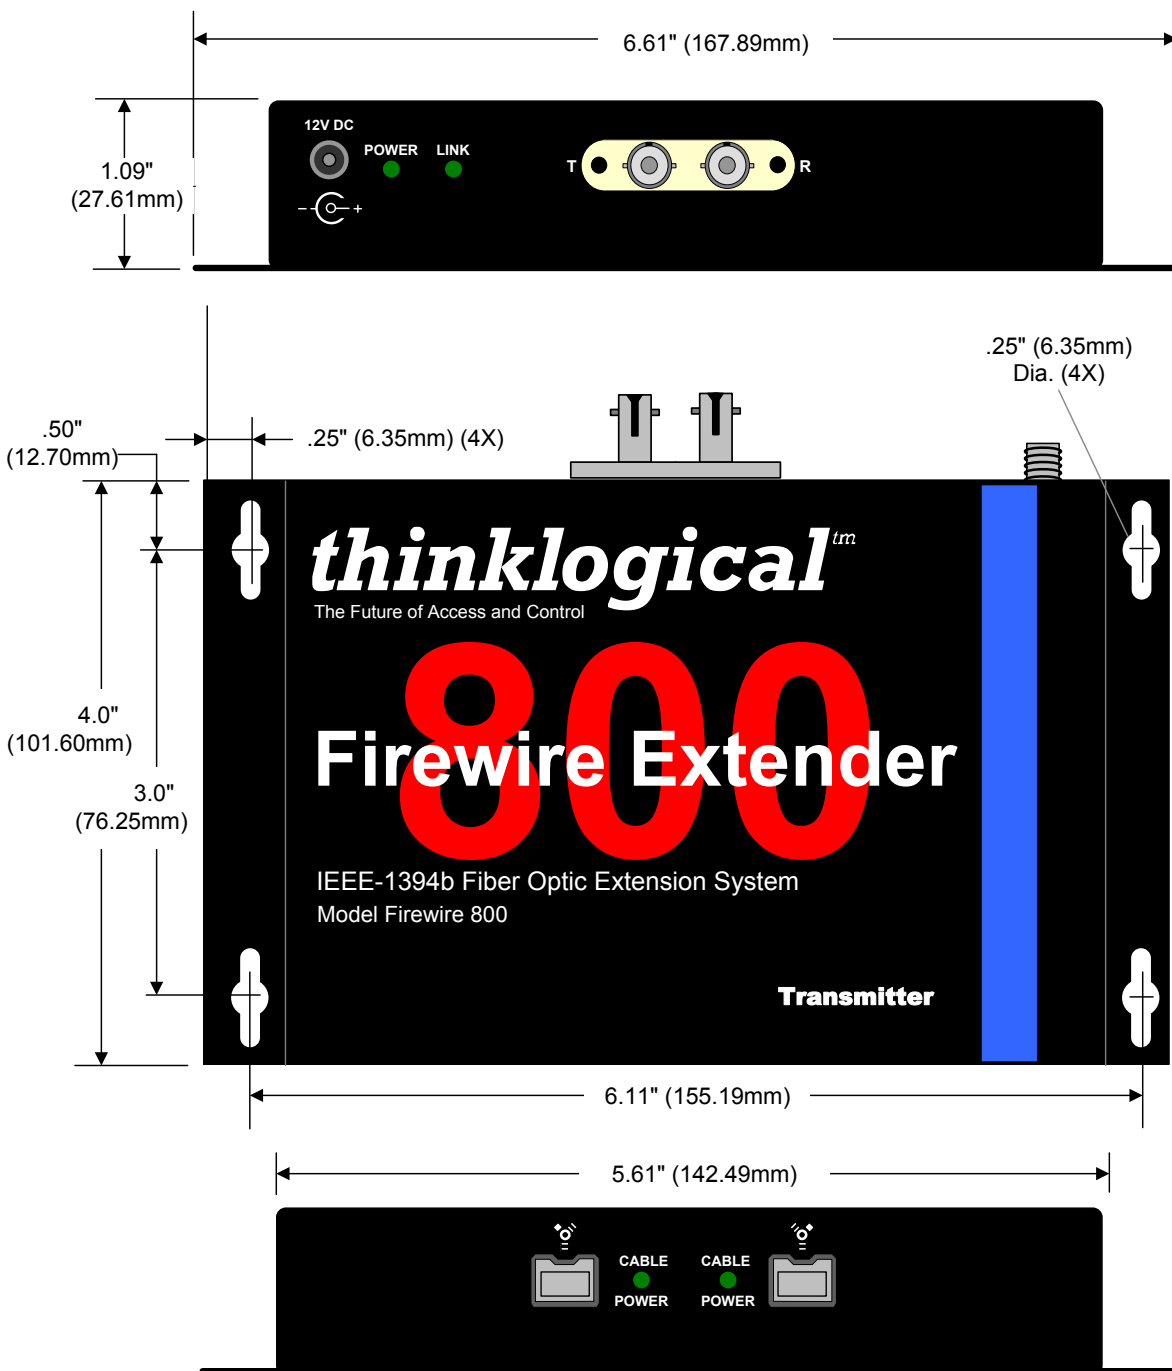 6.61" (167.89mm)
1.09"
(27.61mm)
12V DC
POWER LINK
T R
- +
.25" (6.35mm)
Dia. (4X)
.50"
(12.70mm)
.25" (6.35mm) (4X)
thinklogical tm
The Future of Access and Control
800
Firewire Extender
4.0"
(101.60mm)
3.0"
(76.25mm)
IEEE-1394b Fiber Optic Extension System
Model Firewire 800
Transmitter
6.11" (155.19mm)
5.61" (142.49mm)
CABLE CABLE
POWER POWER